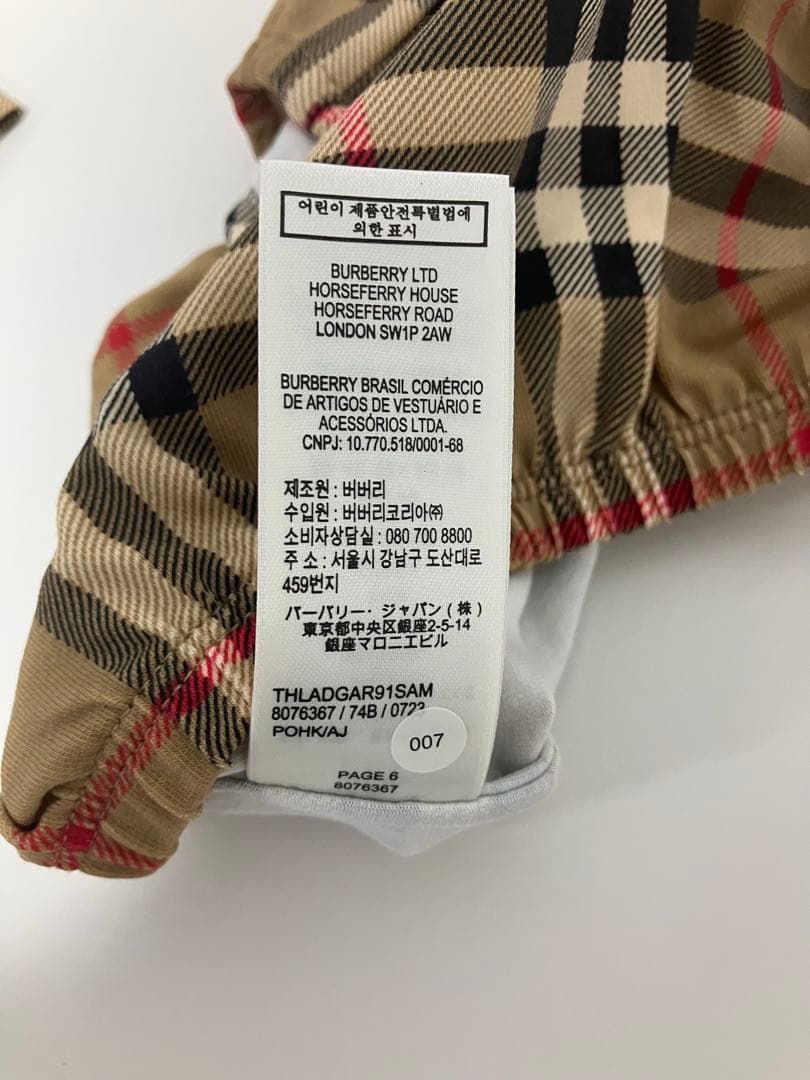 어린이 제품안전특별법에
의한 표시
BURBERRY LTD
HORSEFERRY HOUSE
HORSEFERRY ROAD
LONDON SW1P 2AW
BURBERRY BRASIL COMÉRCIO
DE ARTIGOS DE VESTUÁRIO E
ACESSÓRIOS LTDA.
CNPJ: 10.770.518/0001-68
제조원 : 버버리
수입원 : 버버리코리아㈜
소비자상담실 : 080 700 8800
주 소 : 서울시 강남구 도산대로
459번지
バーバリー・ジャパン(株)
東京都中央区銀座2-5-14
銀座マロニエビル
THLADGAR91SAM
8076367 / 74B / 0723
POHK/AJ
007
PAGE 6
8076367